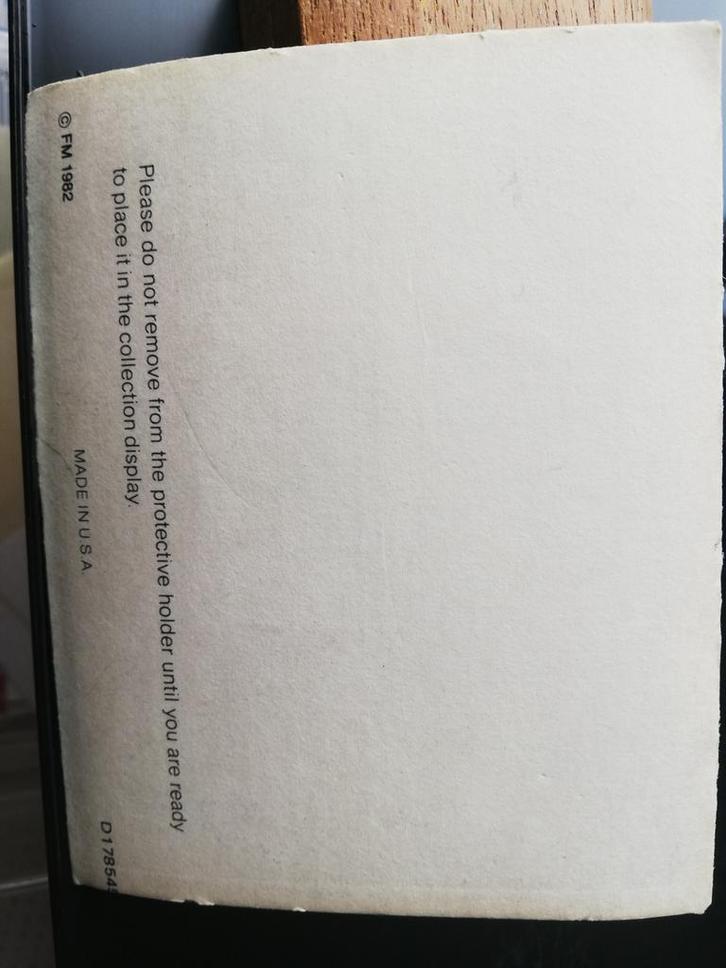 Please do not remove from the protective holder until you are ready
to place it in the collection display.
© FM 1982
MADE IN U.S.A.